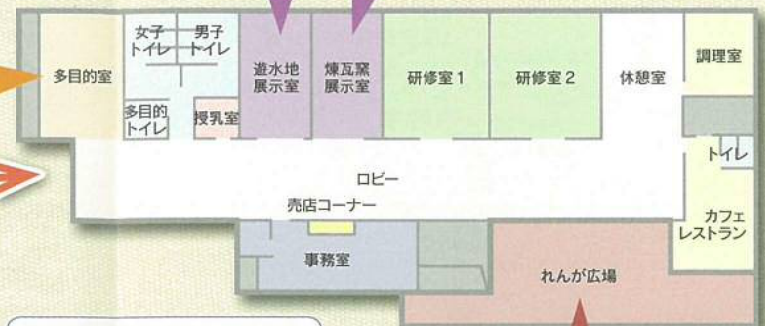 女子
トイレ
男子
トイレ
多目的室
遊水地
展示室
煉瓦窯
展示室
研修室1
研修室2
休憩室
調理室
多目的
トイレ
授乳室
トイレ
ロビー
売店コーナー
カフェ
レストラン
事務室
れんが広場